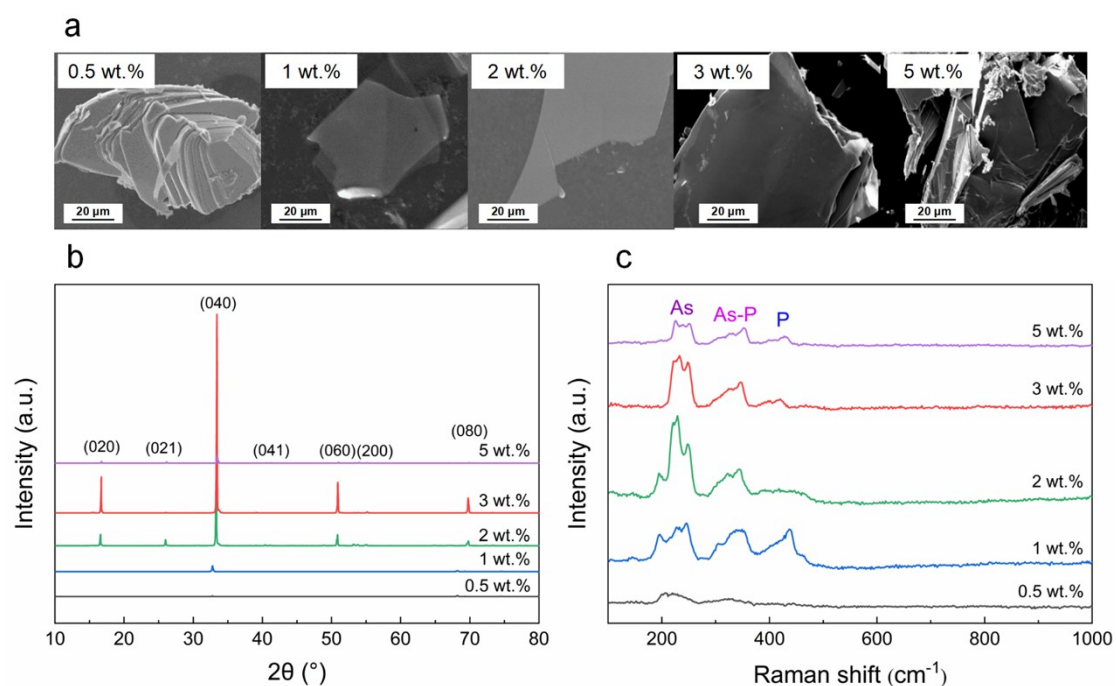 a
0.5 wt.%
1 wt.%
2 wt.%
3 wt.%
5 wt.%
20 µm
20 µm
20 µm
20 µm
20 µm
b
(040)
(020)
(021)
(041)
(060)
(200)
(080)
5 wt.%
3 wt.%
2 wt.%
1 wt.%
0.5 wt.%
Intensity (a.u.)
10 20 30 40 50 60 70 80
2θ (°)
c
As
As-P
P
5 wt.%
3 wt.%
2 wt.%
1 wt.%
0.5 wt.%
Intensity (a.u.)
200 400 600 800 1000
Raman shift (cm⁻¹)